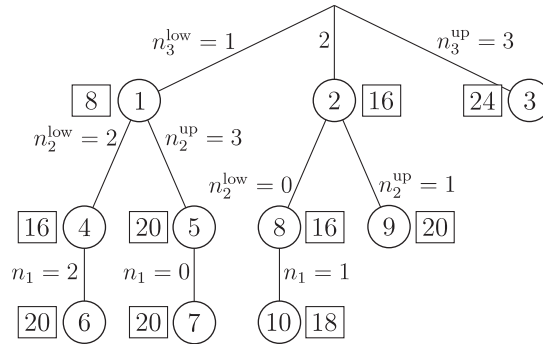 n_3^low = 1
2
n_3^up = 3
8 1 2 16 24 3
n_2^low = 2
n_2^up = 3
n_2^low = 0
n_2^up = 1
16 4 20 5 8 16 9 20
n_1 = 2
n_1 = 0
n_1 = 1
20 6 20 7 10 18